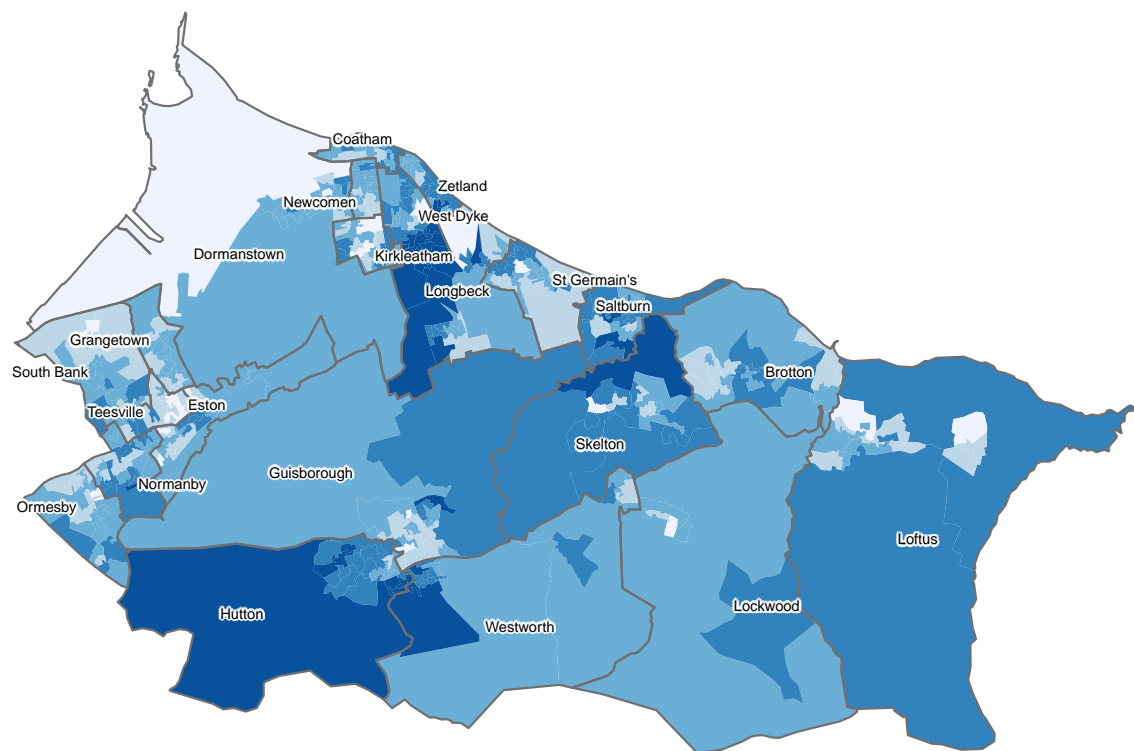 Coatham
Zetland
Newcomen
West Dyke
Dormanstown
Kirkleatham
St Germain's
Longbeck
Saltburn
Grangetown
South Bank
Brotton
Teesville
Eston
Skelton
Guisborough
Normanby
Ormesby
Loftus
Lockwood
Hutton
Westworth